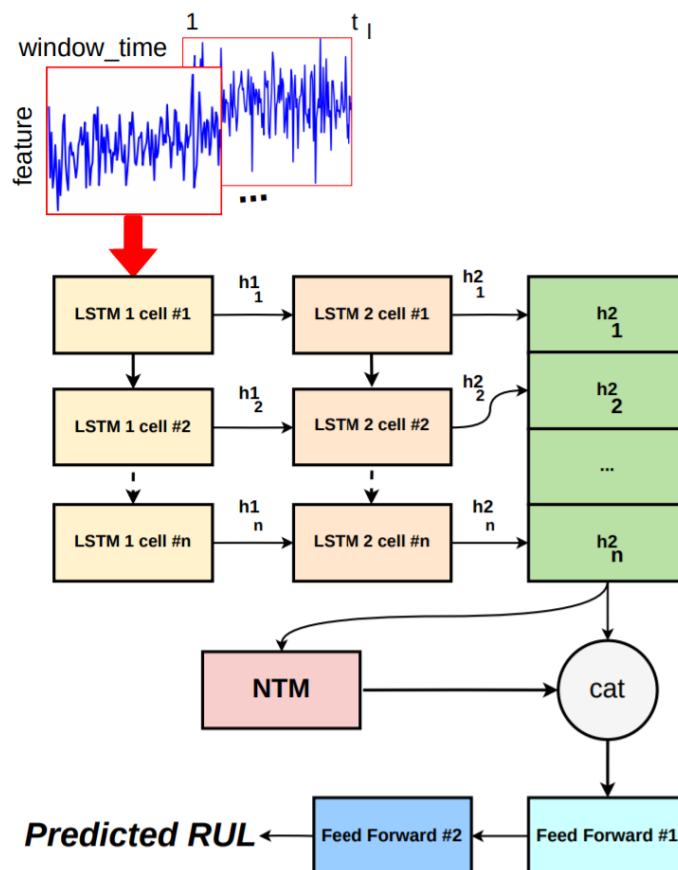 1 t l
window_time
feature
...
h1 1
h2 1
LSTM 1 cell #1
LSTM 2 cell #1
h2 1
h1 2
h2 2
LSTM 1 cell #2
LSTM 2 cell #2
h2 2
...
h1 n
h2 n
LSTM 1 cell #n
LSTM 2 cell #n
h2 n
NTM
cat
Predicted RUL
Feed Forward #2
Feed Forward #1